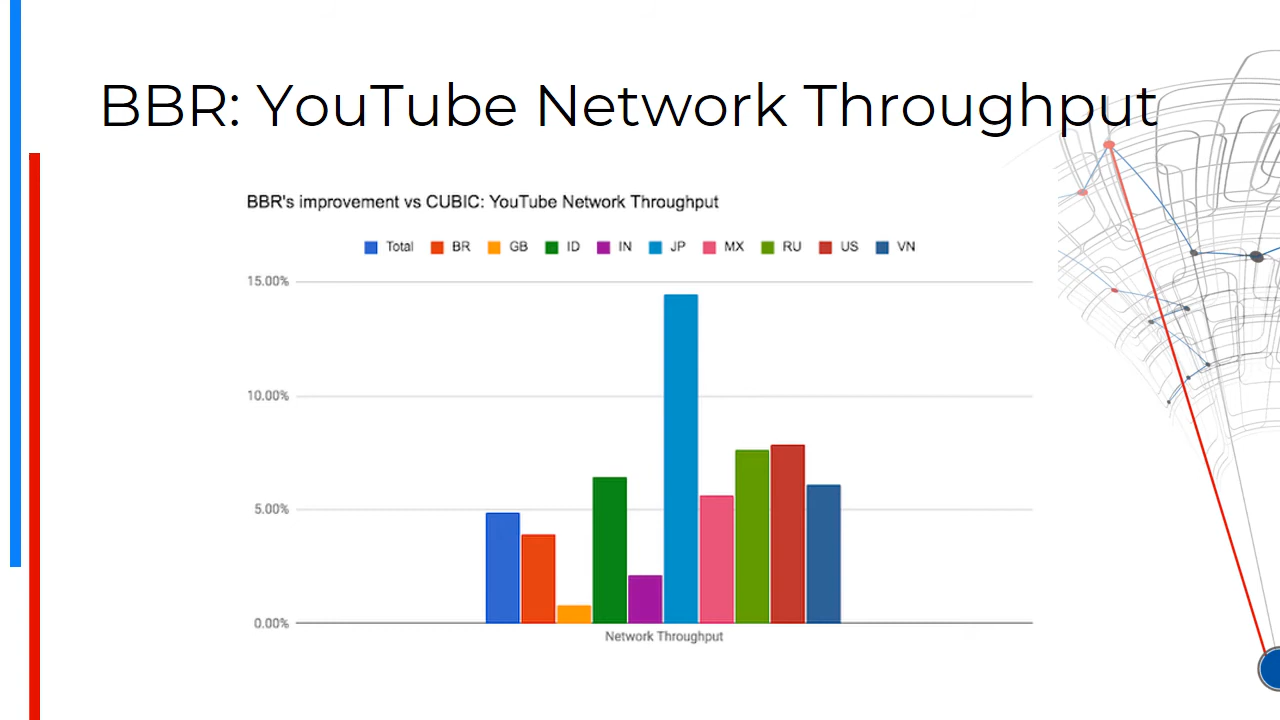 BBR: YouTube Network Throughput
BBR's improvement vs CUBIC: YouTube Network Throughput
Total BR GB ID IN JP MX RU US VN
15.00%
10.00%
5.00%
0.00%
Network Throughput